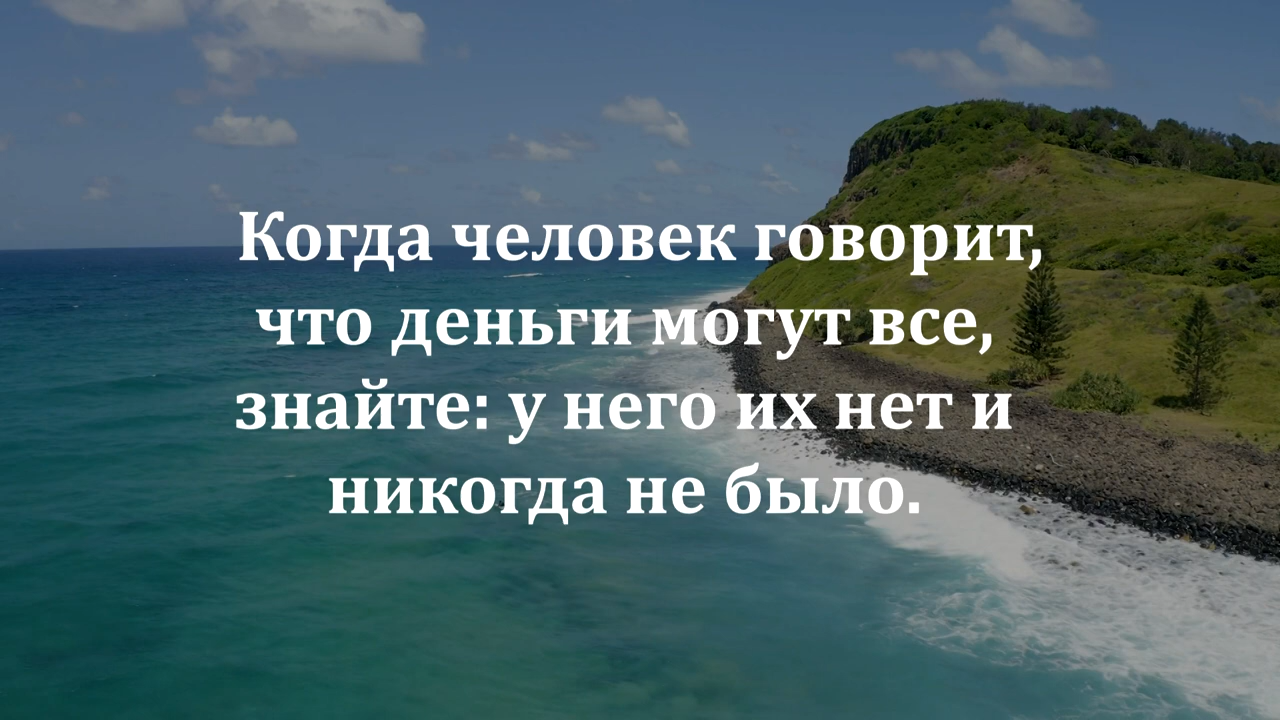 Когда человек говорит,
что деньги могут все,
знайте: у него их нет и
никогда не было.